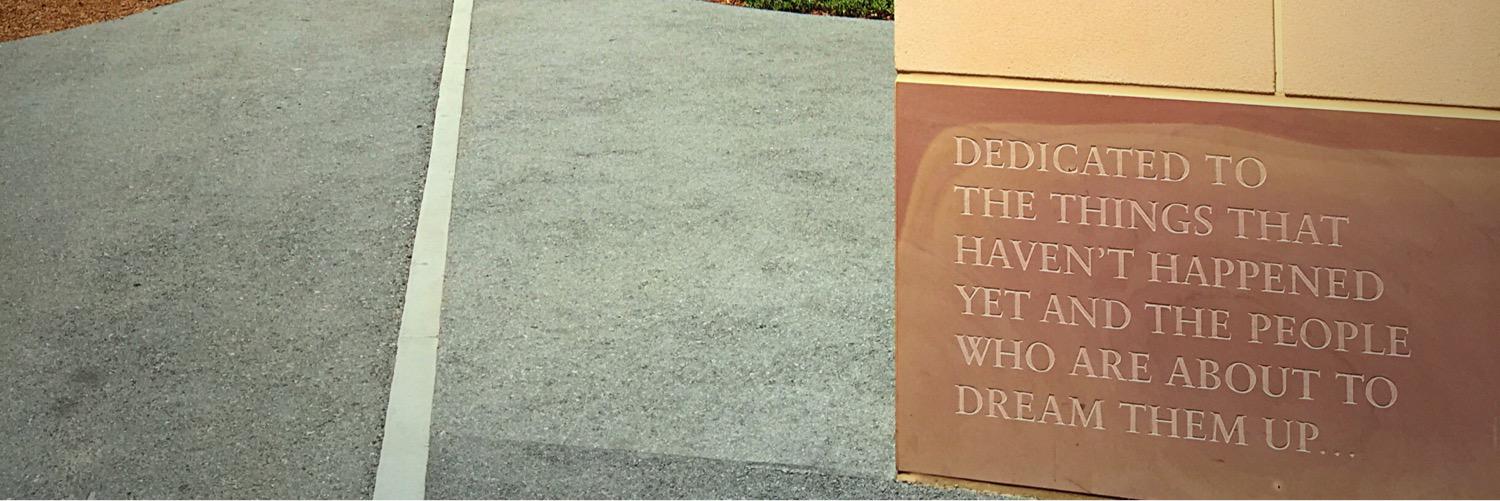 DEDICATED TO
THE THINGS THAT
HAVEN'T HAPPENED
YET AND THE PEOPLE
WHO ARE ABOUT TO
DREAM THEM UP...